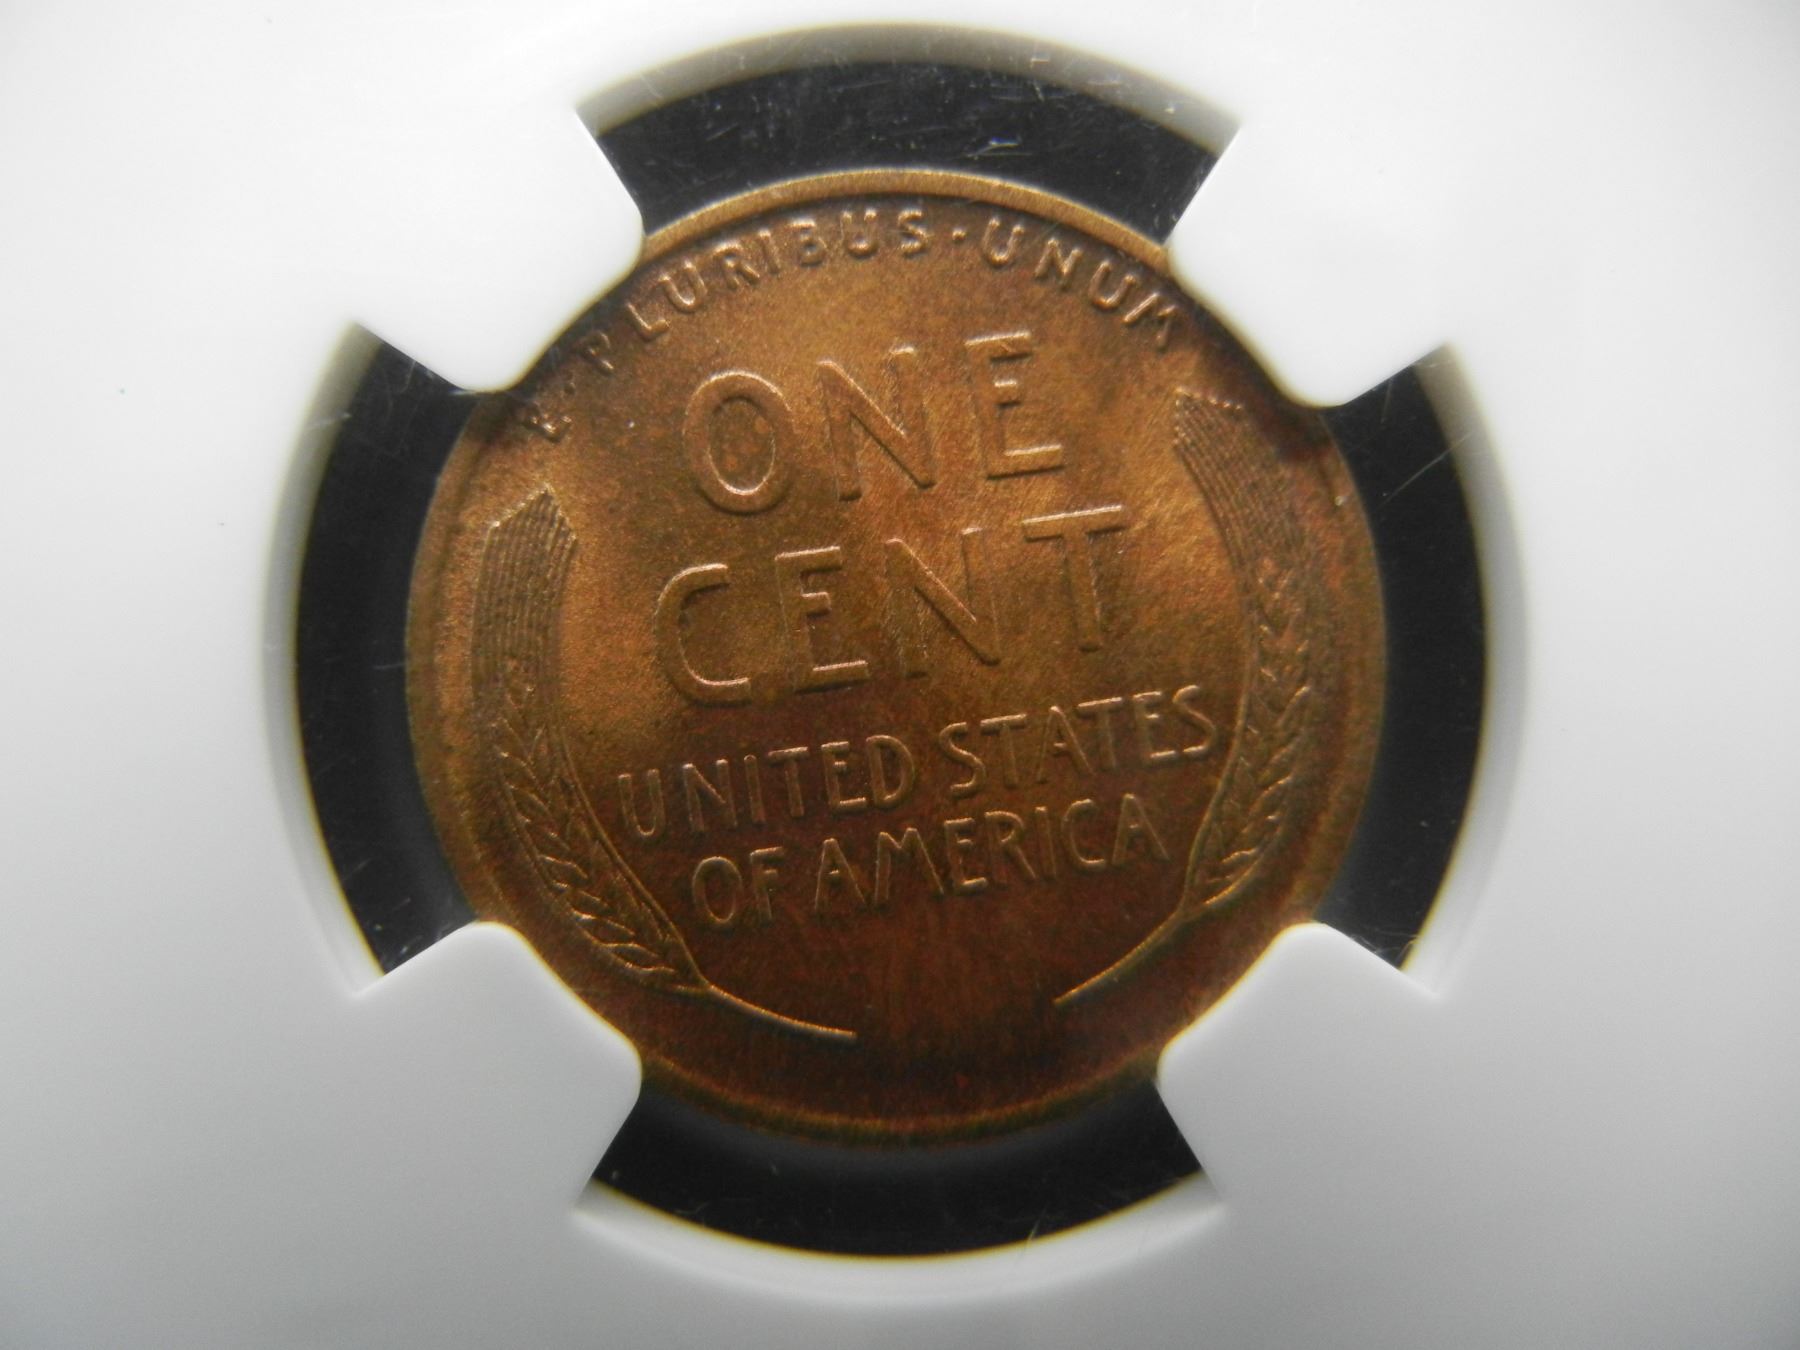 E·PLURIBUS·UNUM
ONE
CENT
UNITED STATES
OF AMERICA